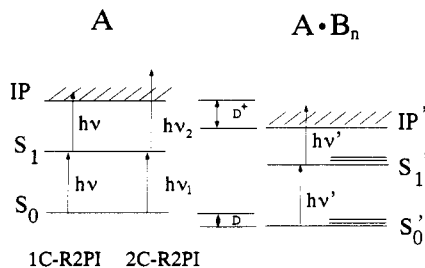 A A•Bₙ
IP D⁺ IP'
hν hν₂ hν'
S₁ S₁'
hν hν₁ hν'
S₀ D S₀'
1C-R2PI 2C-R2PI